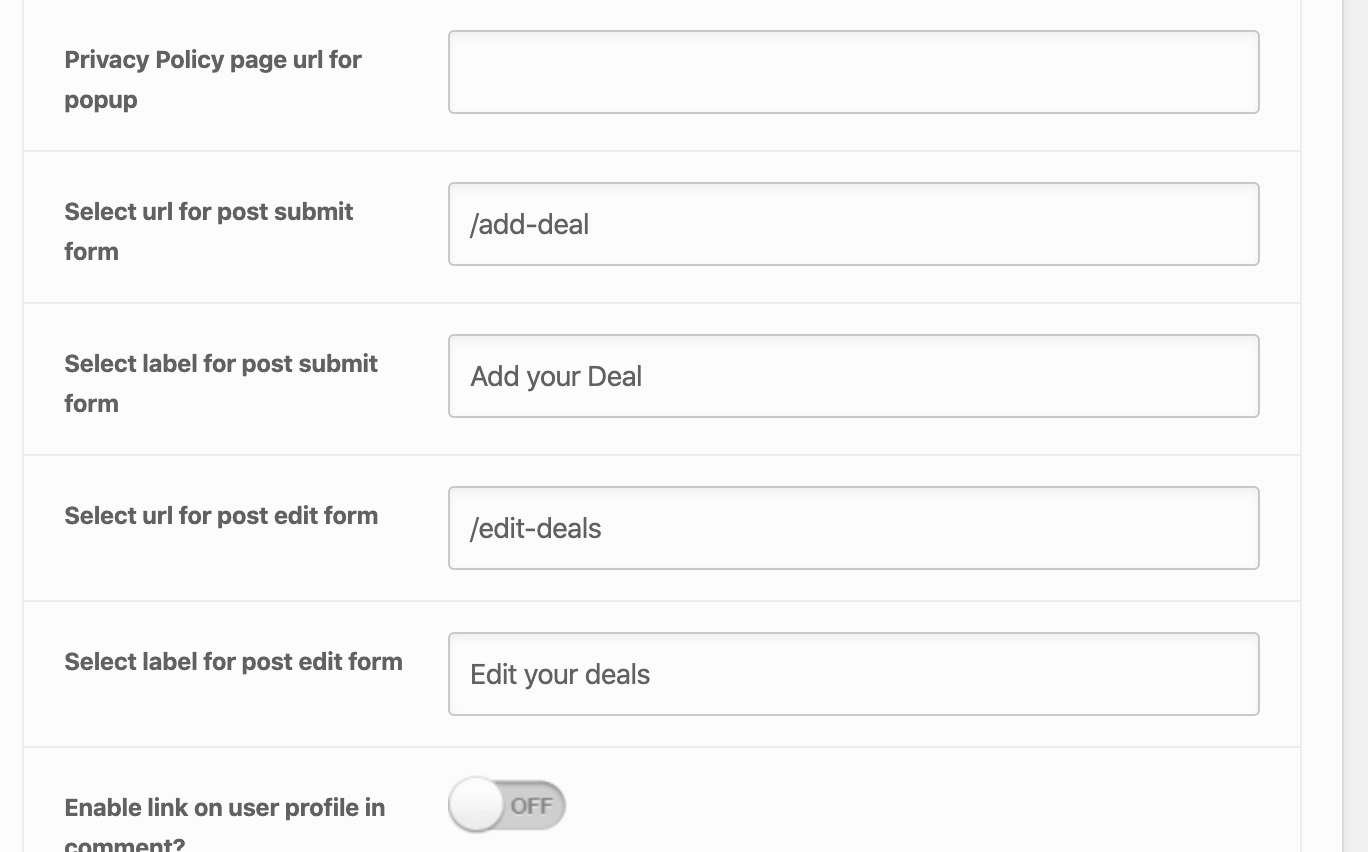 Privacy Policy page url for
popup
Select url for post submit
form
/add-deal
Select label for post submit
form
Add your Deal
Select url for post edit form
/edit-deals
Select label for post edit form
Edit your deals
Enable link on user profile in
comment?
OFF